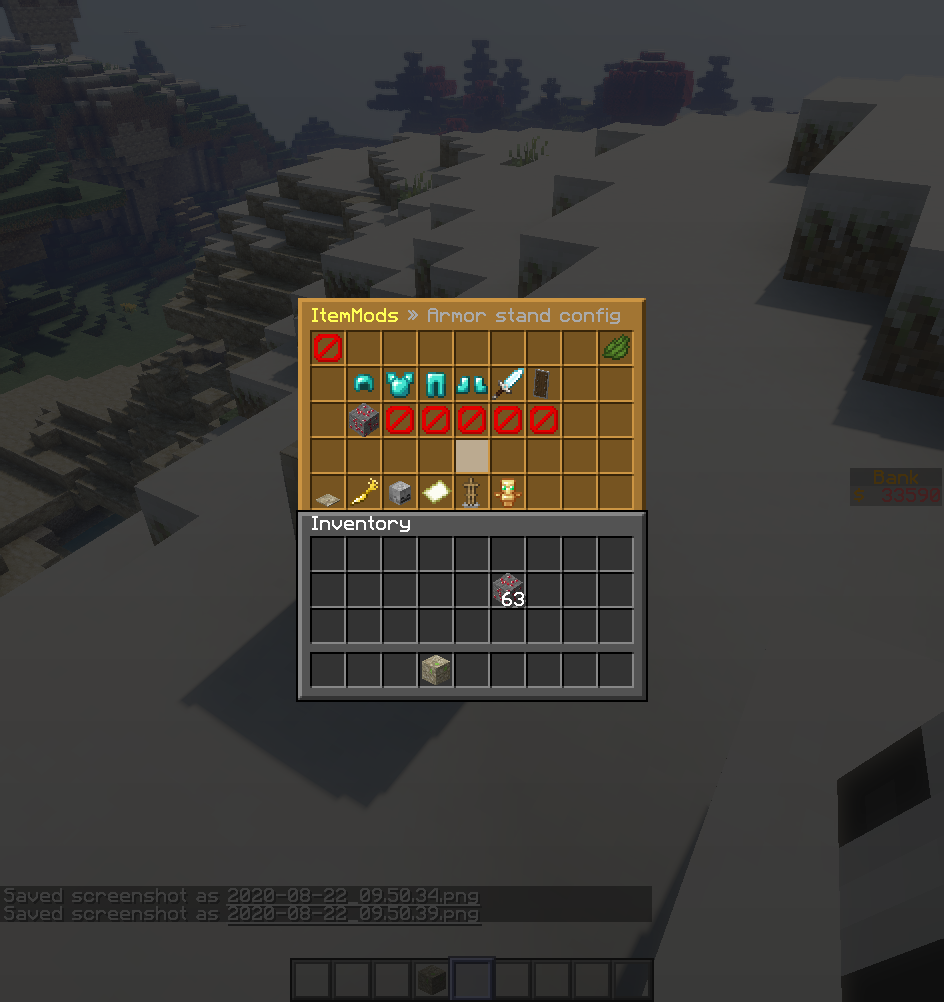 ItemMods » Armor stand config
Inventory
63
Bank
$ 33590
Saved screenshot as 2020-08-22_09.50.34.png
Saved screenshot as 2020-08-22_09.50.39.png